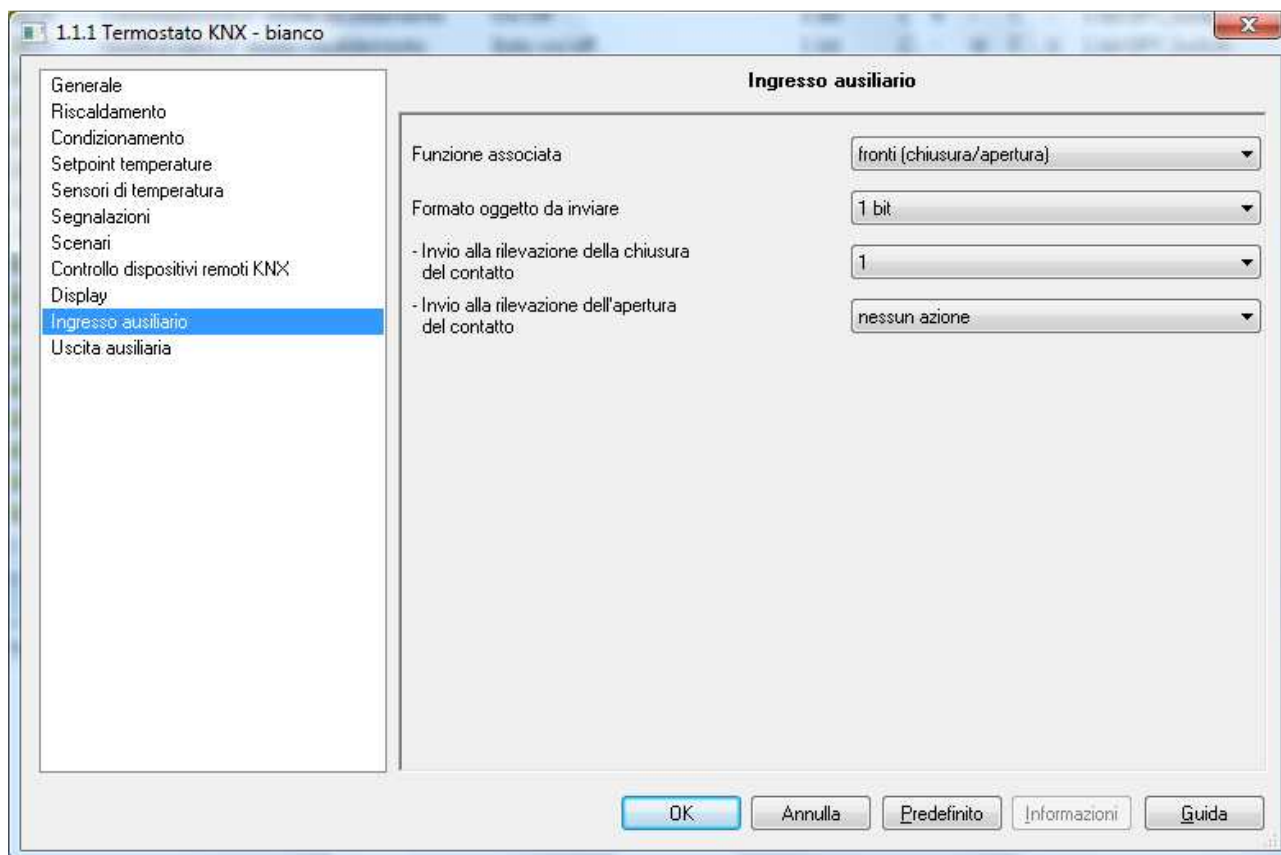 1.1.1 Termostato KNX - bianco
Generale
Riscaldamento
Condizionamento
Setpoint temperature
Sensori di temperatura
Segnalazioni
Scenari
Controllo dispositivi remoti KNX
Display
Ingresso ausiliario
Uscita ausiliaria
Ingresso ausiliario
Funzione associata
fronti (chiusura/apertura)
Formato oggetto da inviare
1 bit
- Invio alla rilevazione della chiusura
del contatto
1
- Invio alla rilevazione dell'apertura
del contatto
nessun azione
OK
Annulla
Predefinito
Informazioni
Guida